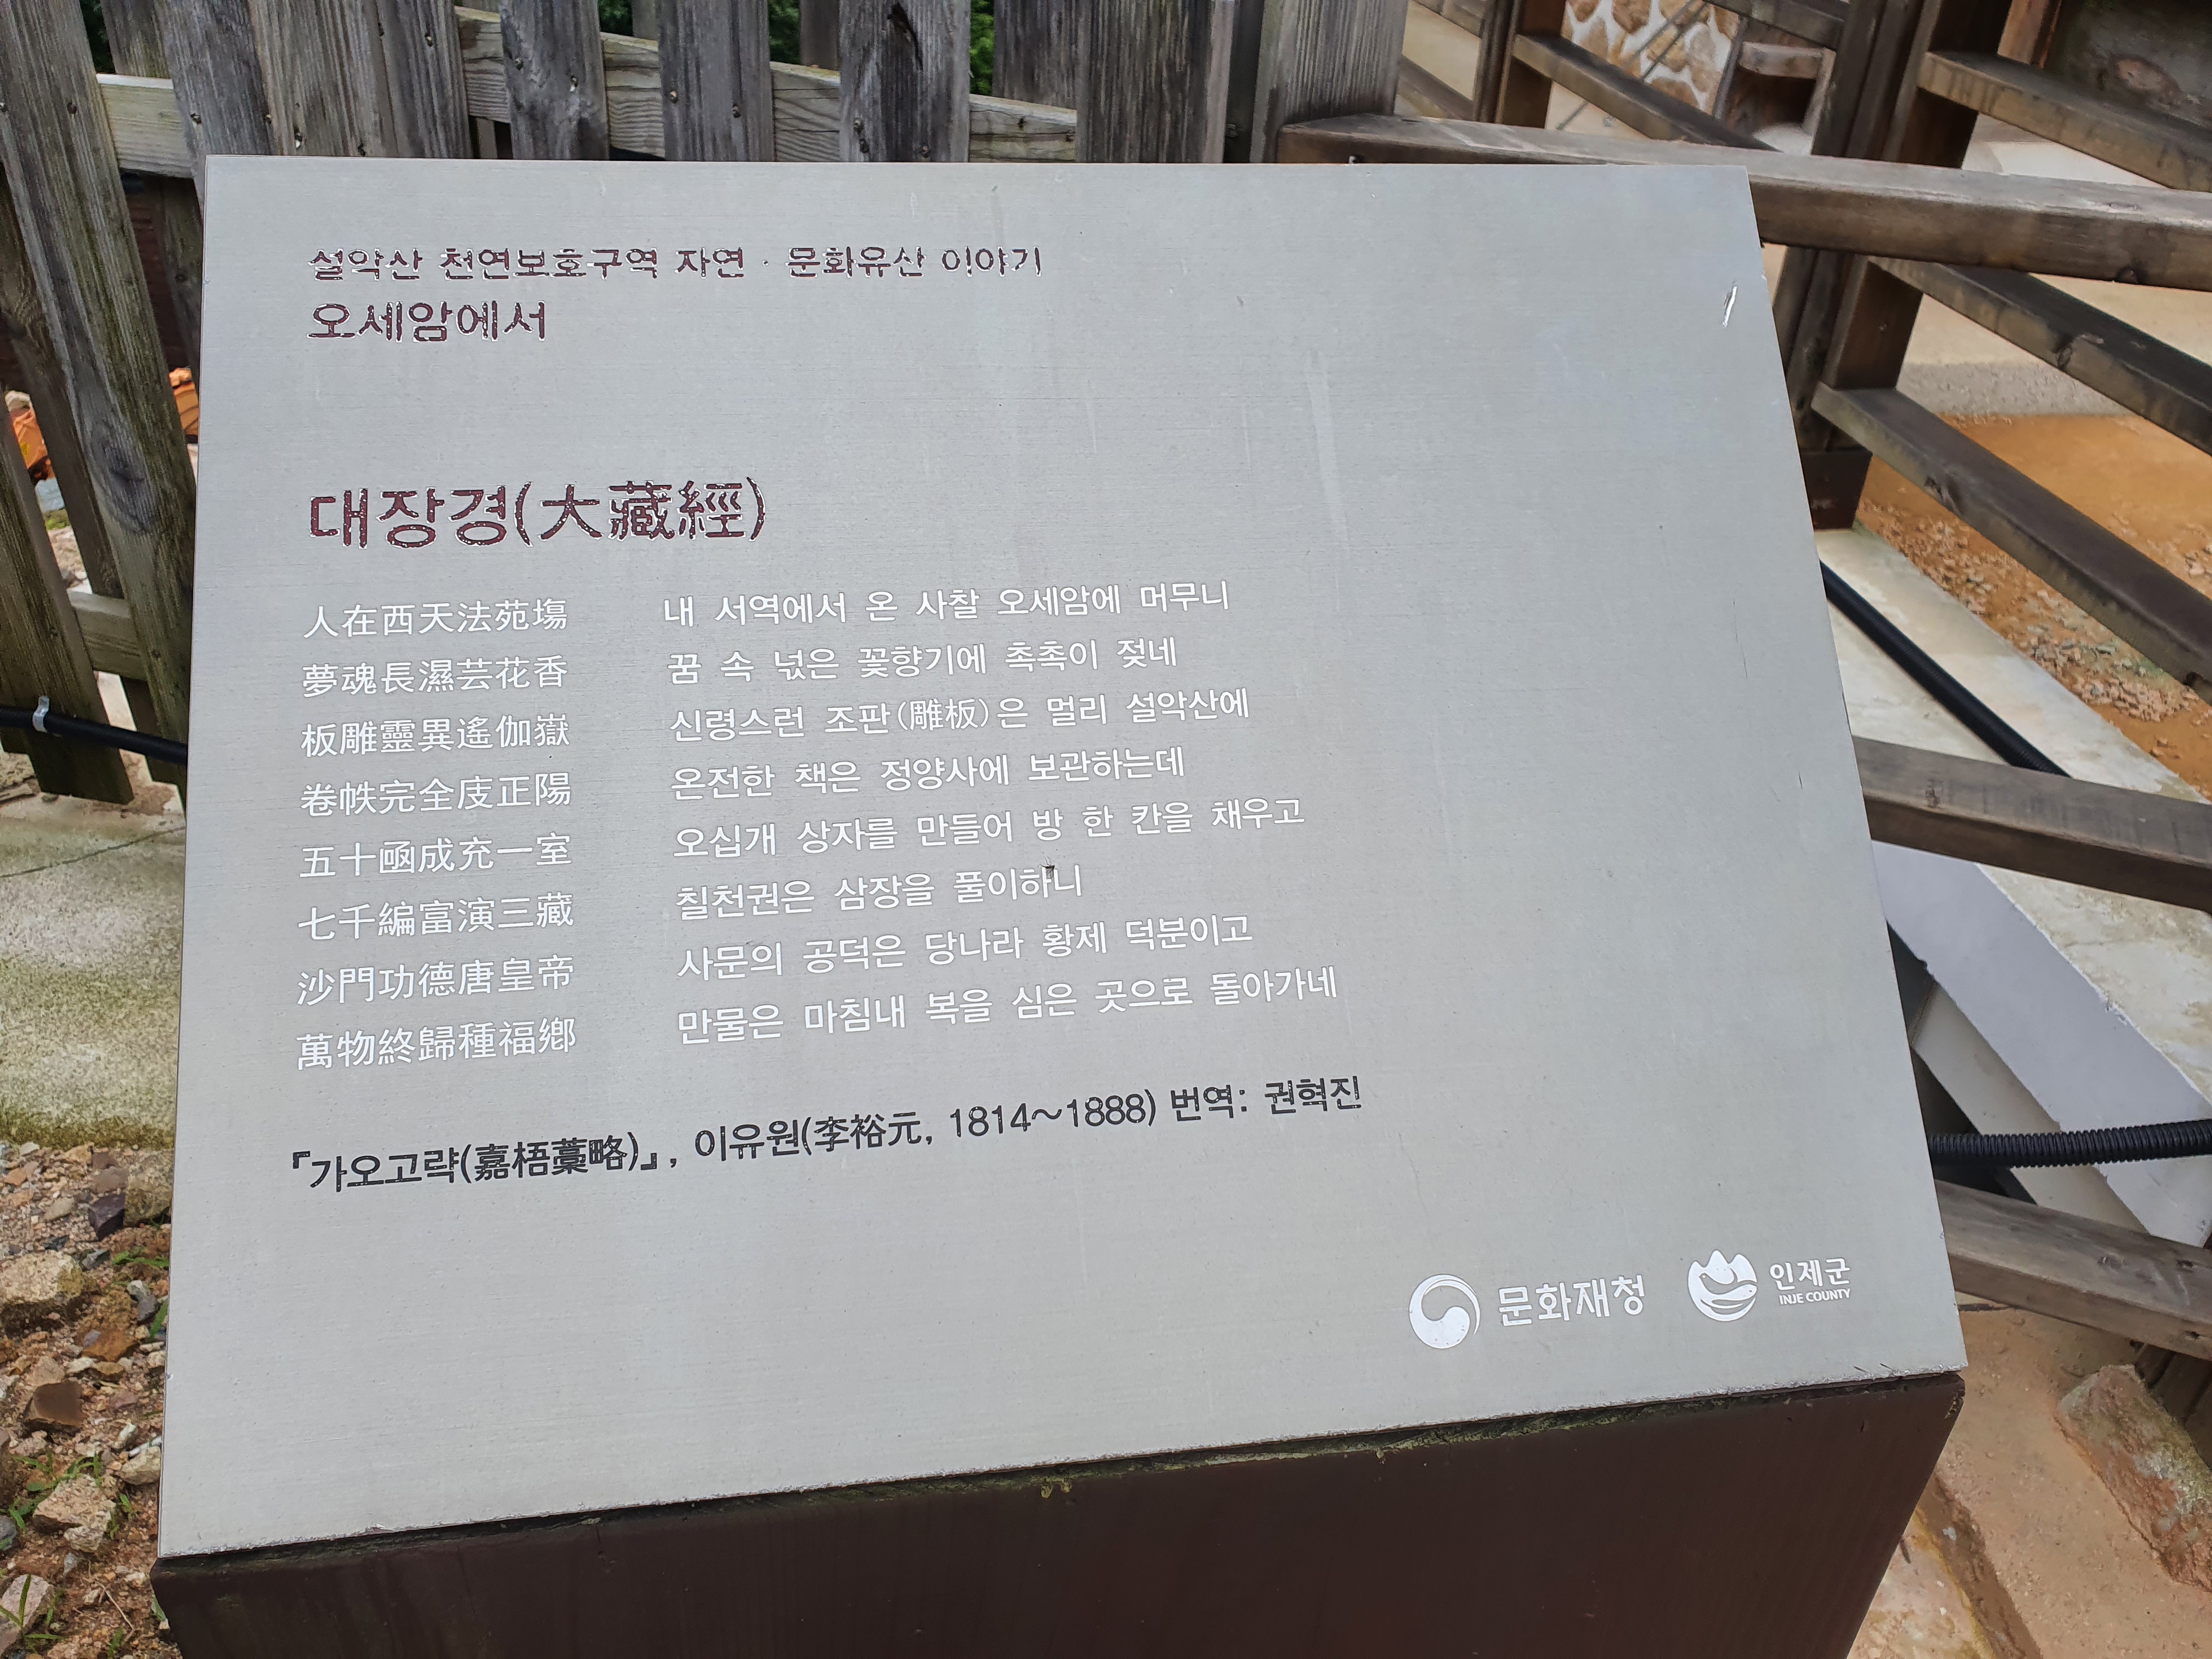 설악산 천연보호구역 자연 · 문화유산 이야기
오세암에서
대장경(大藏經)
人在西天法苑塲 내 서역에서 온 사찰 오세암에 머무니
夢魂長濕芸花香 꿈 속 넋은 꽃향기에 촉촉이 젖네
板雕靈異遙伽嶽 신령스런 조판(雕板)은 멀리 설악산에
卷帙完全庋正陽 온전한 책은 정양사에 보관하는데
五十凾成充一室 오십개 상자를 만들어 방 한 칸을 채우고
七千編富演三藏 칠천권은 삼장을 풀이하니
沙門功德唐皇帝 사문의 공덕은 당나라 황제 덕분이고
萬物終歸種福鄕 만물은 마침내 복을 심은 곳으로 돌아가네
『가오고략(嘉梧藁略)』, 이유원(李裕元, 1814~1888) 번역: 권혁진
문화재청
인제군
INJE COUNTY